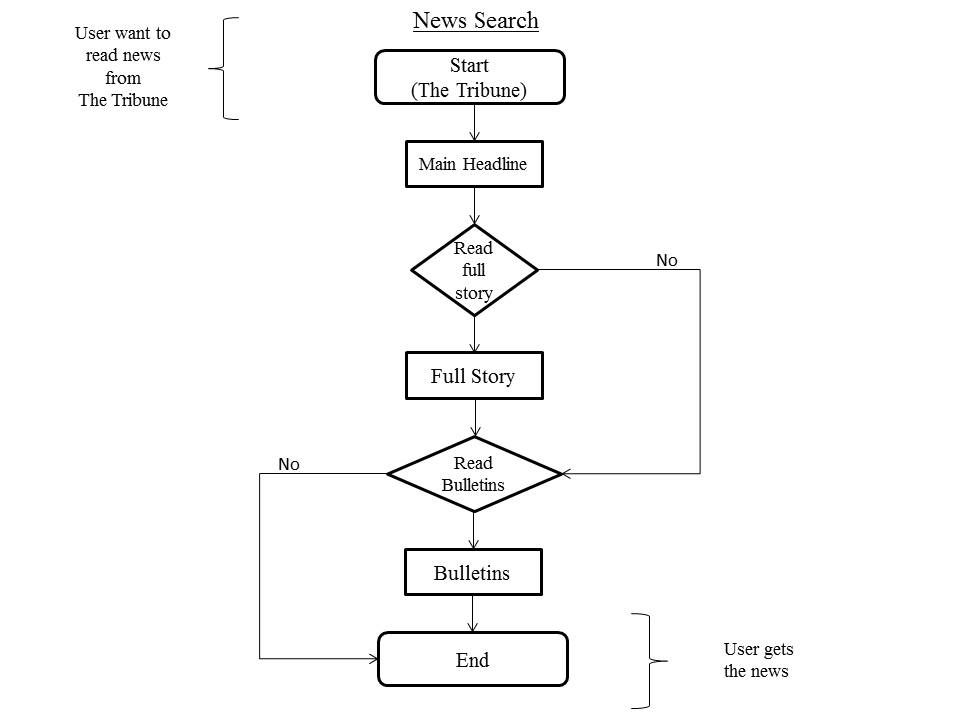 News Search
User want to
read news
from
The Tribune
Start
(The Tribune)
Main Headline
Read
full
story
No
Full Story
Read
Bulletins
No
Bulletins
End
User gets
the news